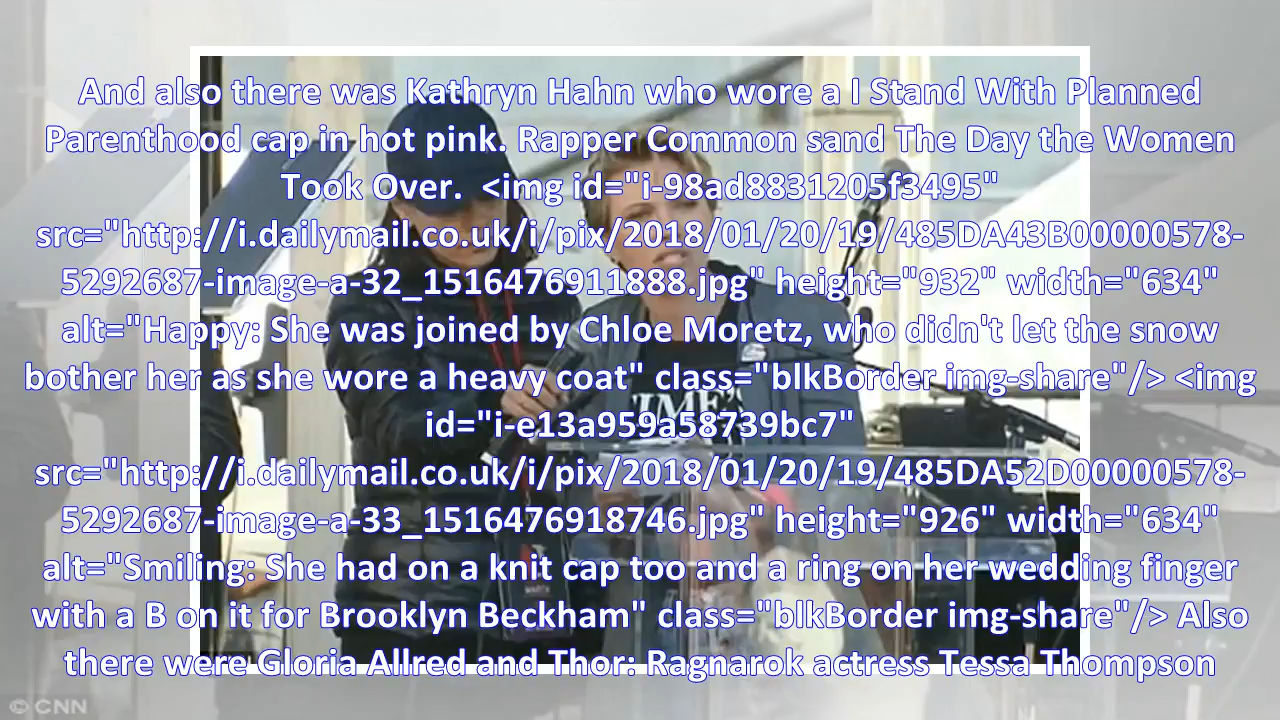 And also there was Kathryn Hahn who wore a I Stand With Planned
Parenthood cap in hot pink. Rapper Common sand The Day the Women
Took Over.  <img id="i-98ad8831205f3495"
src="http://i.dailymail.co.uk/i/pix/2018/01/20/19/485DA43B00000578-
5292687-image-a-32_1516476911888.jpg" height="932" width="634"
alt="Happy: She was joined by Chloe Moretz, who didn't let the snow
bother her as she wore a heavy coat" class="blkBorder img-share"/> <img
id="i-e13a959a58739bc7"
src="http://i.dailymail.co.uk/i/pix/2018/01/20/19/485DA52D00000578-
5292687-image-a-33_1516476918746.jpg" height="926" width="634"
alt="Smiling: She had on a knit cap too and a ring on her wedding finger
with a B on it for Brooklyn Beckham" class="blkBorder img-share"/> Also
there were Gloria Allred and Thor: Ragnarok actress Tessa Thompson
TIME'S
© CNN